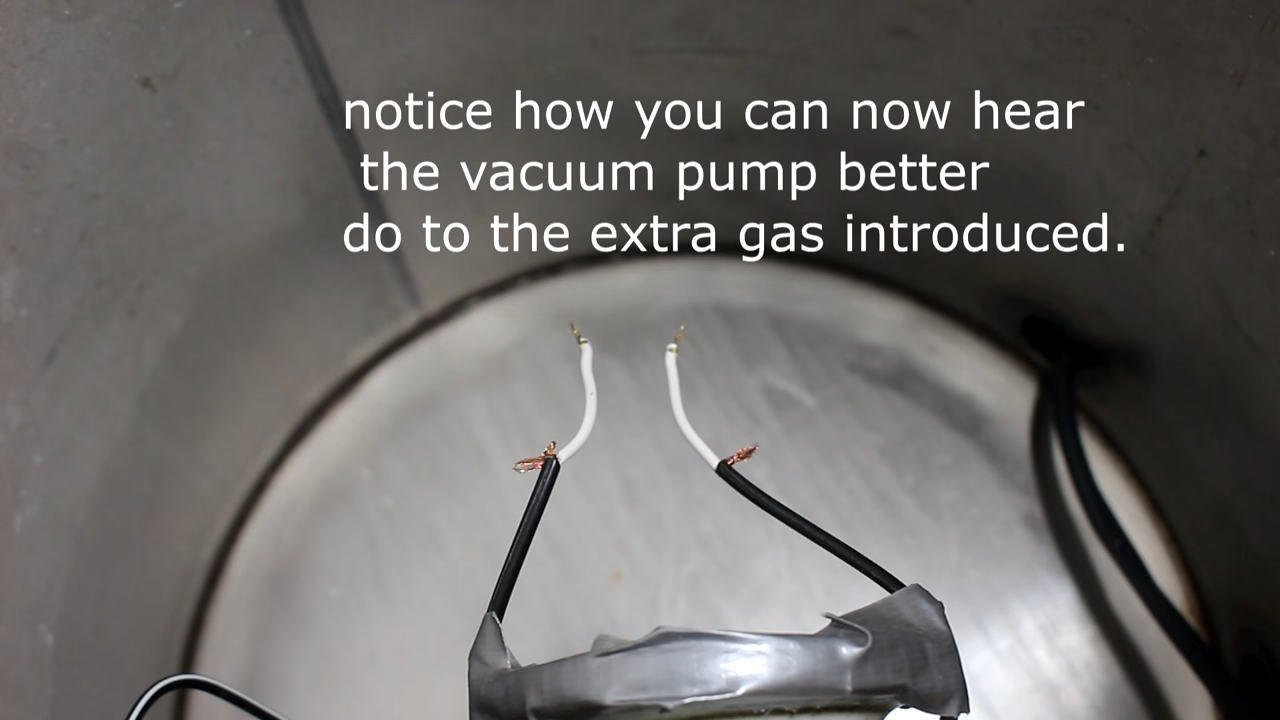 notice how you can now hear
the vacuum pump better
do to the extra gas introduced.